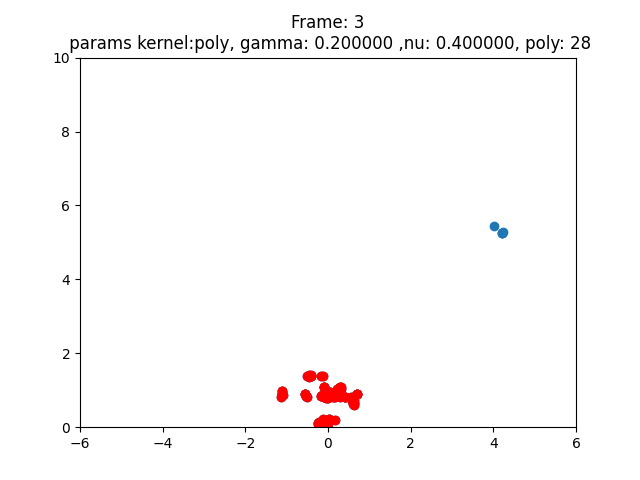 Frame: 3
params kernel:poly, gamma: 0.200000 ,nu: 0.400000, poly: 28
10
8
6
4
2
0
−6 −4 −2 0 2 4 6